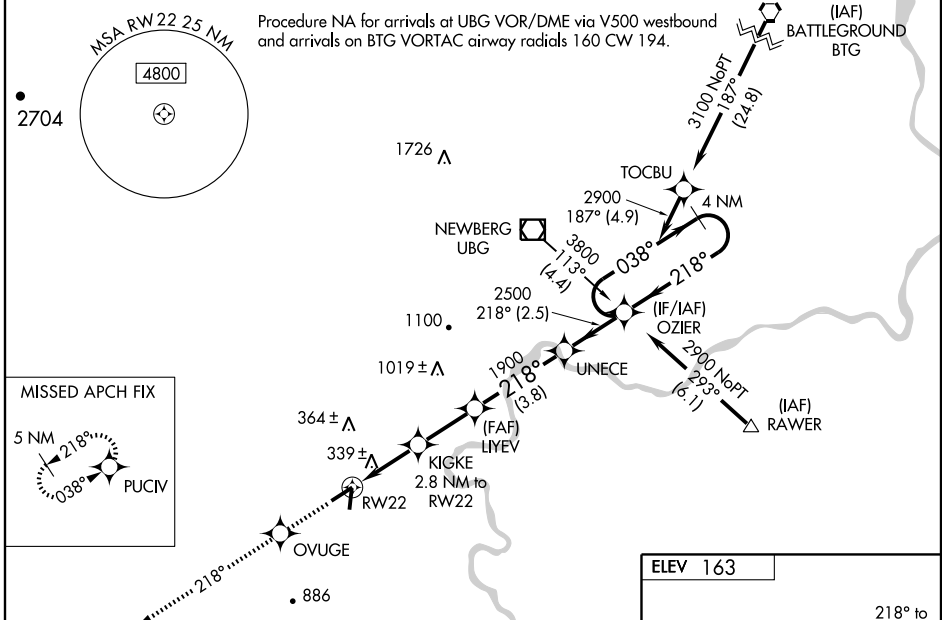 MSA RW 22 25 NM
4800
2704
Procedure NA for arrivals at UBG VOR/DME via V500 westbound
and arrivals on BTG VORTAC airway radials 160 CW 194.
(IAF)
BATTLEGROUND
BTG
3100 NoPT
187°
(24.8)
1726
TOCBU
2900
187° (4.9)
4 NM
NEWBERG
UBG
3800
113°
(4.4)
038°
218°
2500
218° (2.5)
(IF/IAF)
OZIER
1100
UNECE
1900
218°
(3.8)
2900 NoPT
293°
(6.1)
(IAF)
RAWER
1019 ±
(FAF)
LIYEV
364 ±
339 ±
KIGKE
2.8 NM to
RW22
RW22
MISSED APCH FIX
5 NM
218°
038°
PUCIV
OVUGE
218°
886
ELEV 163
218° to